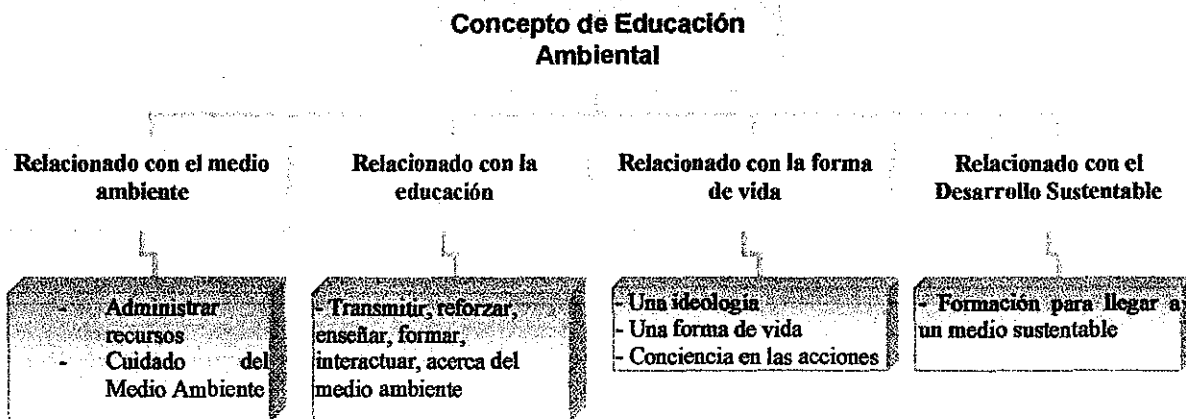 Concepto de Educación
Ambiental
Relacionado con el medio
ambiente
Relacionado con la
educación
Relacionado con la forma
de vida
Relacionado con el
Desarrollo Sustentable
- Administrar
recursos
- Cuidado del
Medio Ambiente
- Transmitir, reforzar,
enseñar, formar,
interactuar, acerca del
medio ambiente
- Una ideología
- Una forma de vida
- Conciencia en las acciones
- Formación para llegar a
un medio sustentable